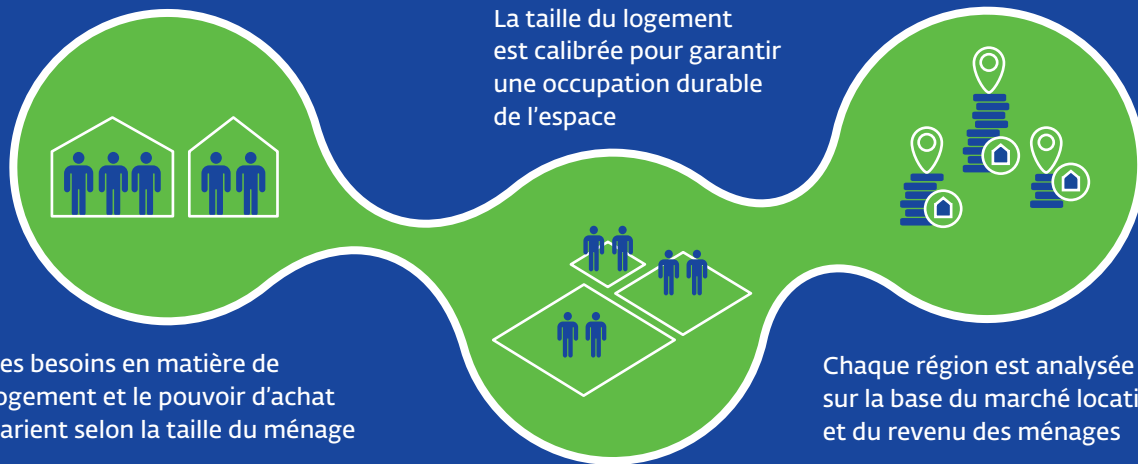 La taille du logement
est calibrée pour garantir
une occupation durable
de l'espace
es besoins en matière de
ogement et le pouvoir d'achat
arient selon la taille du ménage
Chaque région est analysée
sur la base du marché locati
et du revenu des ménages